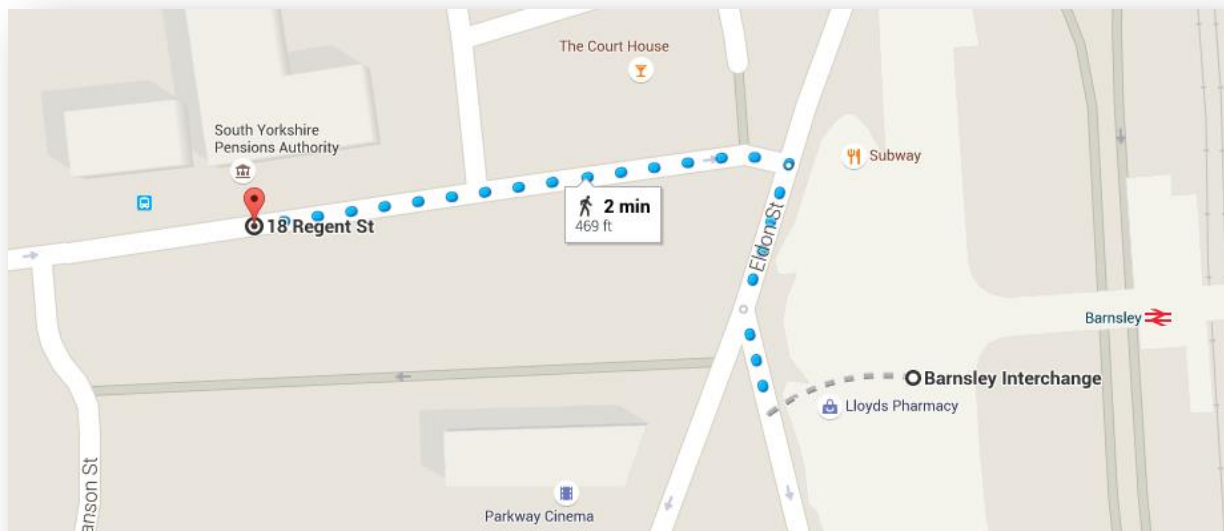 The Court House
South Yorkshire
Pensions Authority
Subway
2 min
469 ft
18 Regent St
Eldon St
Barnsley
Barnsley Interchange
Lloyds Pharmacy
anson St
Parkway Cinema